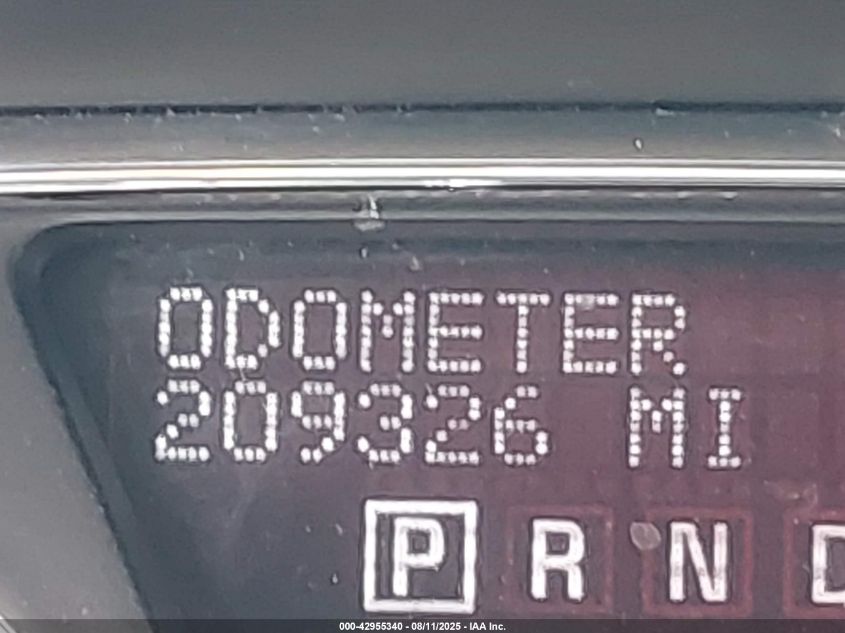 ODOMETER
209326 MI
P R N D
000-42955340 - 08/11/2025 - IAA Inc.